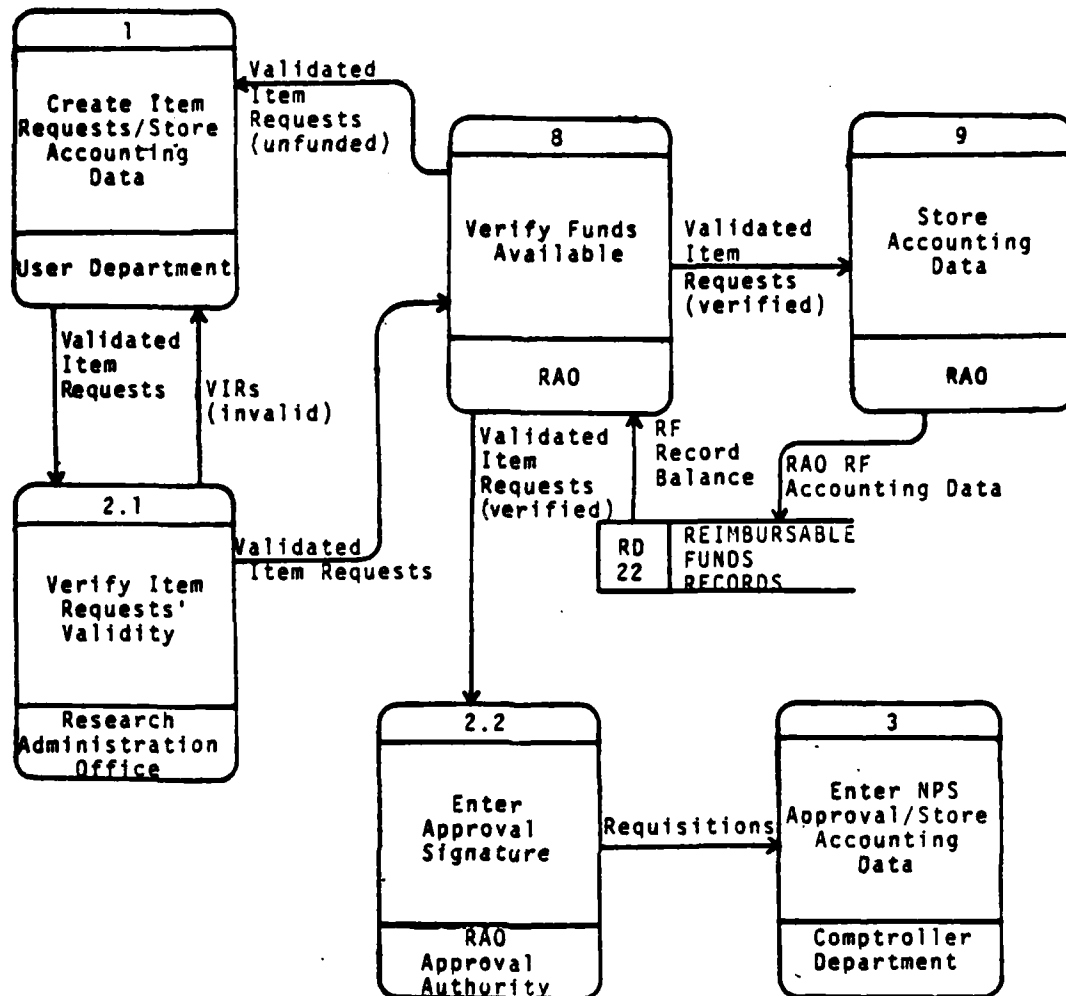 1
Create Item
Requests/Store
Accounting
Data
User Department
Validated
Item
Requests
(unfunded)
8
Verify Funds
Available
RAO
Validated
Item
Requests
(verified)
9
Store
Accounting
Data
RAO
Validated
Item
Requests
VIRs
(invalid)
Validated
Item
Requests
(verified)
RF
Record
Balance
RAO RF
Accounting Data
RD
22
REIMBURSABLE
FUNDS
RECORDS
2.1
Verify Item
Requests'
Validity
Research
Administration
Office
Validated
Item Requests
2.2
Enter
Approval
Signature
RAO
Approval
Authority
Requisitions
3
Enter NPS
Approval/Store
Accounting
Data
Comptroller
Department